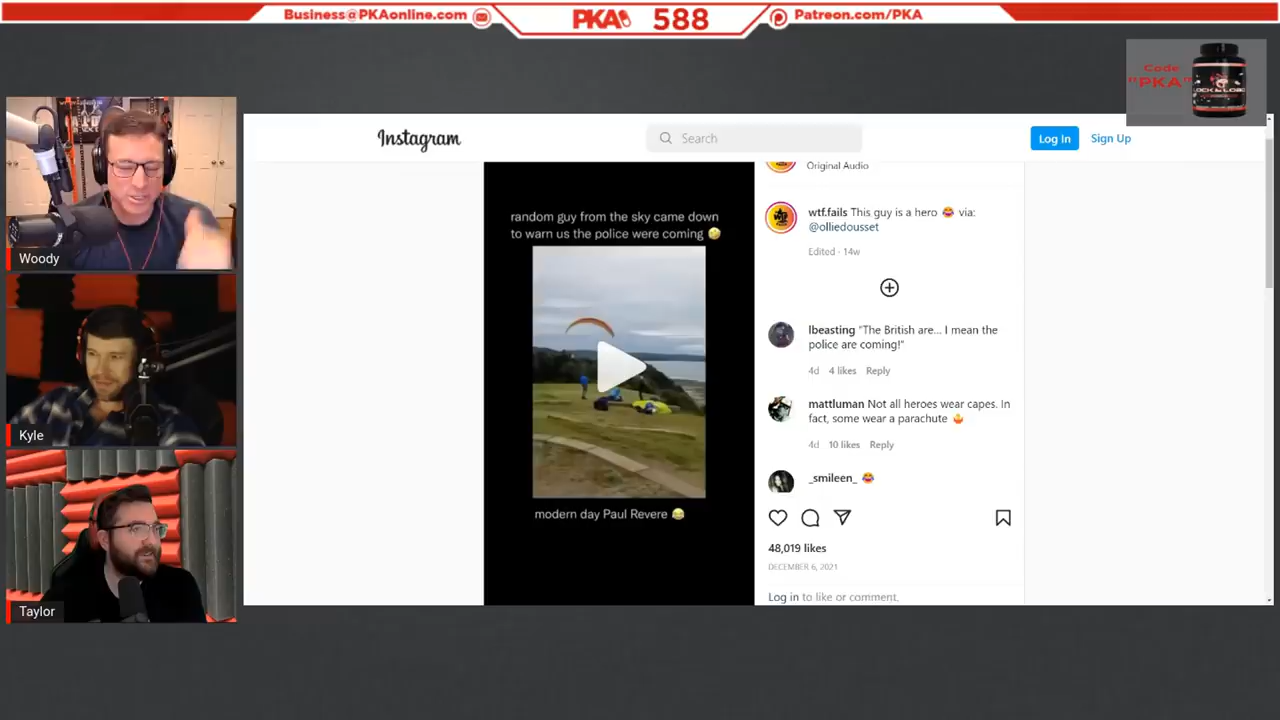 Business@PKAonline.com
PKA 588
Patreon.com/PKA
Code
"PKA"
Woody
Kyle
Taylor
Instagram
Search
Log In
Sign Up
random guy from the sky came down
to warn us the police were coming 🤣
modern day Paul Revere 😂
Original Audio
wtf.fails This guy is a hero 😂 via:
@olliedousset
Edited · 14w
lbeasting “The British are... I mean the
police are coming!”
4d 4 likes Reply
mattluman Not all heroes wear capes. In
fact, some wear a parachute 🤷
4d 10 likes Reply
_smileen_ 😂
48,019 likes
DECEMBER 6, 2021
Log in to like or comment.